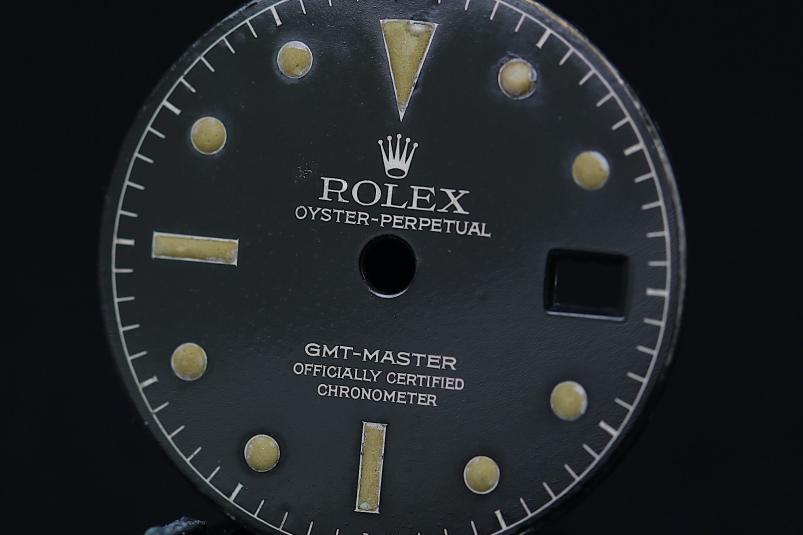 ROLEX
OYSTER-PERPETUAL
GMT-MASTER
OFFICIALLY CERTIFIED
CHRONOMETER